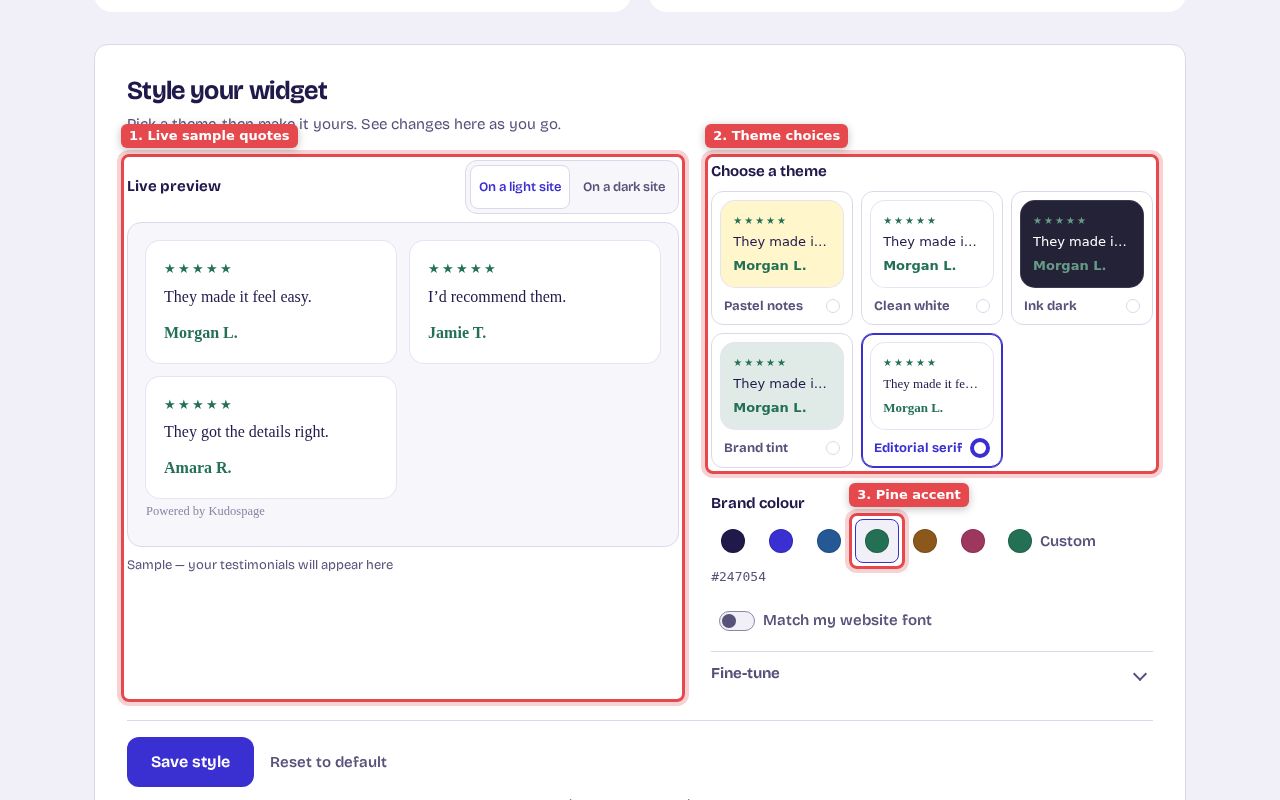 Style your widget
Pick a theme, then make it yours. See changes here as you go.
1. Live sample quotes
2. Theme choices
Live preview
On a light site
On a dark site
★★★★★
They made it feel easy.
Morgan L.
★★★★★
I’d recommend them.
Jamie T.
★★★★★
They got the details right.
Amara R.
Powered by Kudospage
Sample — your testimonials will appear here
Choose a theme
★★★★★
They made i…
Morgan L.
Pastel notes
★★★★★
They made i…
Morgan L.
Clean white
★★★★★
They made i…
Morgan L.
Ink dark
★★★★★
They made i…
Morgan L.
Brand tint
★★★★★
They made it fe…
Morgan L.
Editorial serif
3. Pine accent
Brand colour
Custom
#247054
Match my website font
Fine-tune
Save style
Reset to default